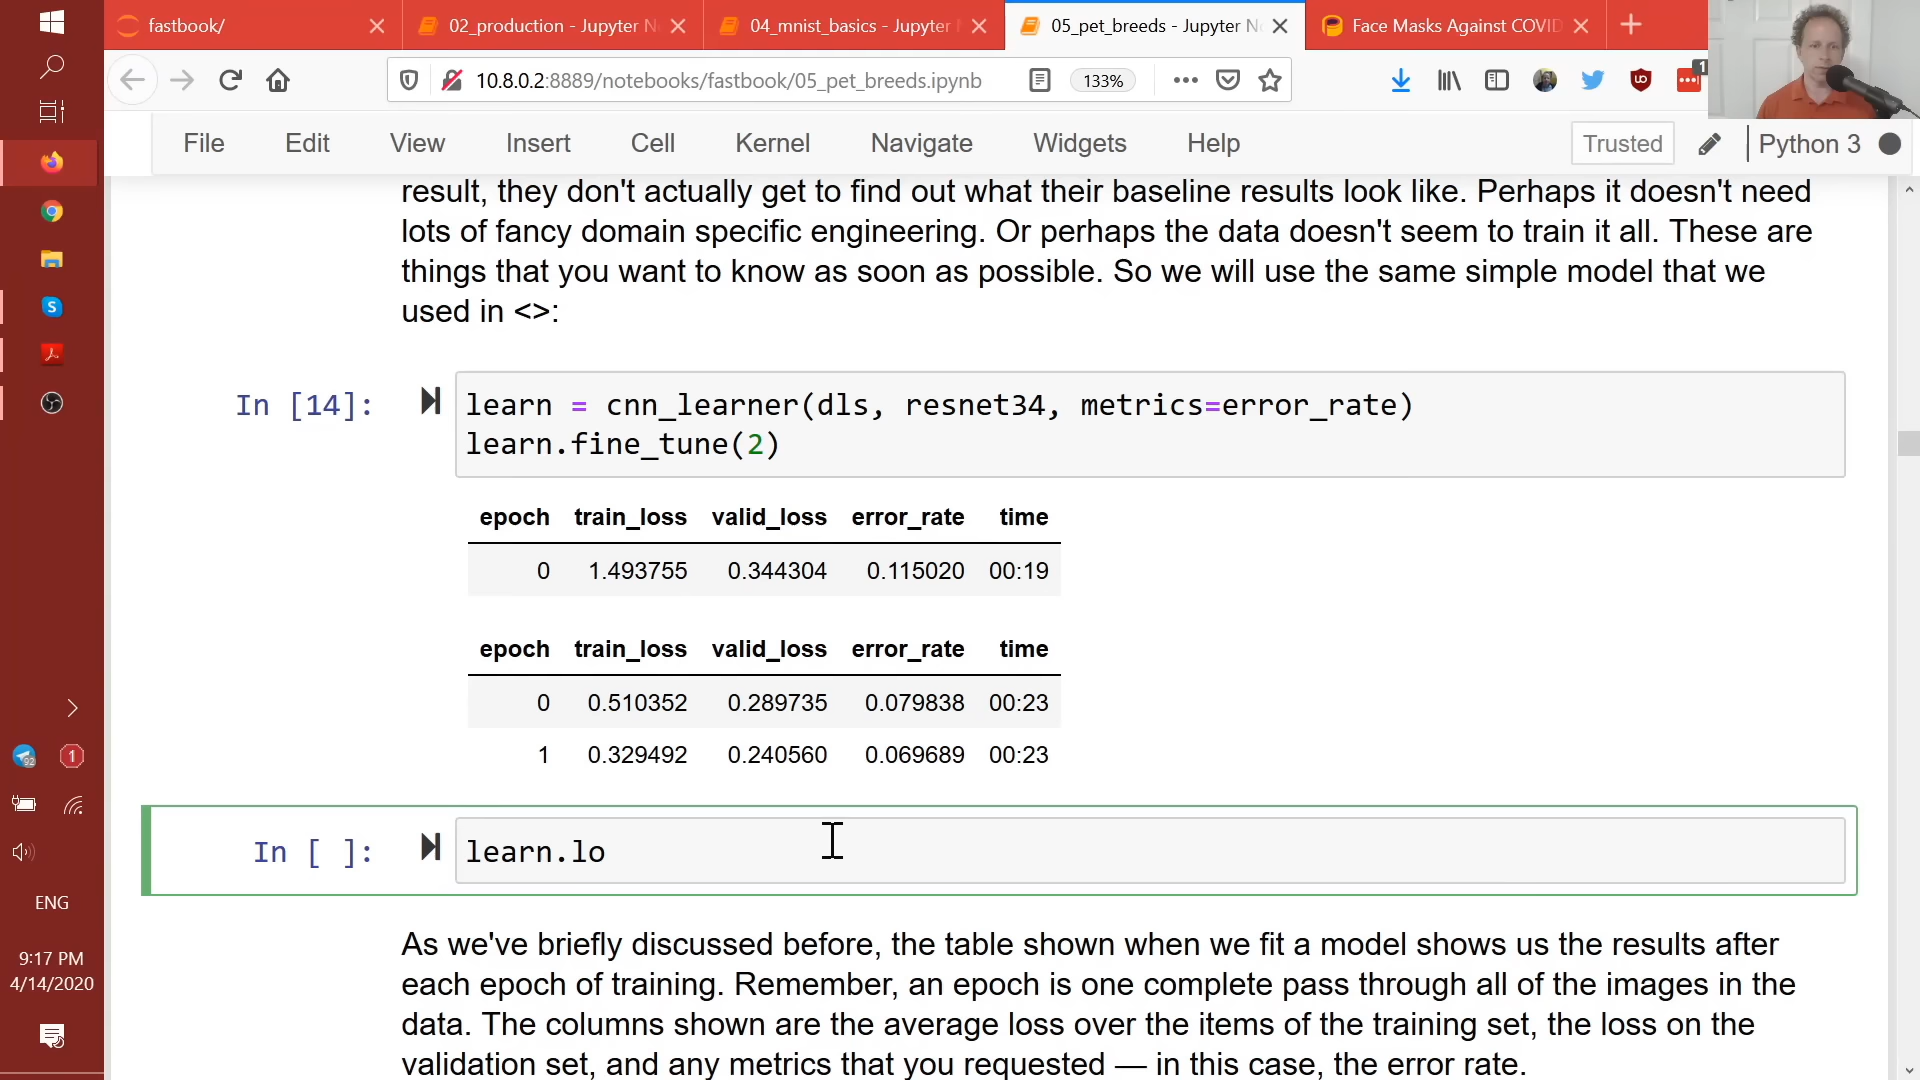 fastbook/
02_production - Jupyter N
04_mnist_basics - Jupyter
05_pet_breeds - Jupyter N
Face Masks Against COVID
10.8.0.2:8889/notebooks/fastbook/05_pet_breeds.ipynb
133%
1
File Edit View Insert Cell Kernel Navigate Widgets Help
Trusted
Python 3
result, they don't actually get to find out what their baseline results look like. Perhaps it doesn't need
lots of fancy domain specific engineering. Or perhaps the data doesn't seem to train it all. These are
things that you want to know as soon as possible. So we will use the same simple model that we
used in <>:
In [14]:
learn = cnn_learner(dls, resnet34, metrics=error_rate)
learn.fine_tune(2)
epoch train_loss valid_loss error_rate time
0 1.493755 0.344304 0.115020 00:19
epoch train_loss valid_loss error_rate time
0 0.510352 0.289735 0.079838 00:23
1 0.329492 0.240560 0.069689 00:23
In [ ]:
learn.lo
As we've briefly discussed before, the table shown when we fit a model shows us the results after
each epoch of training. Remember, an epoch is one complete pass through all of the images in the
data. The columns shown are the average loss over the items of the training set, the loss on the
validation set, and any metrics that you requested — in this case, the error rate.
92
1
ENG
9:17 PM
4/14/2020